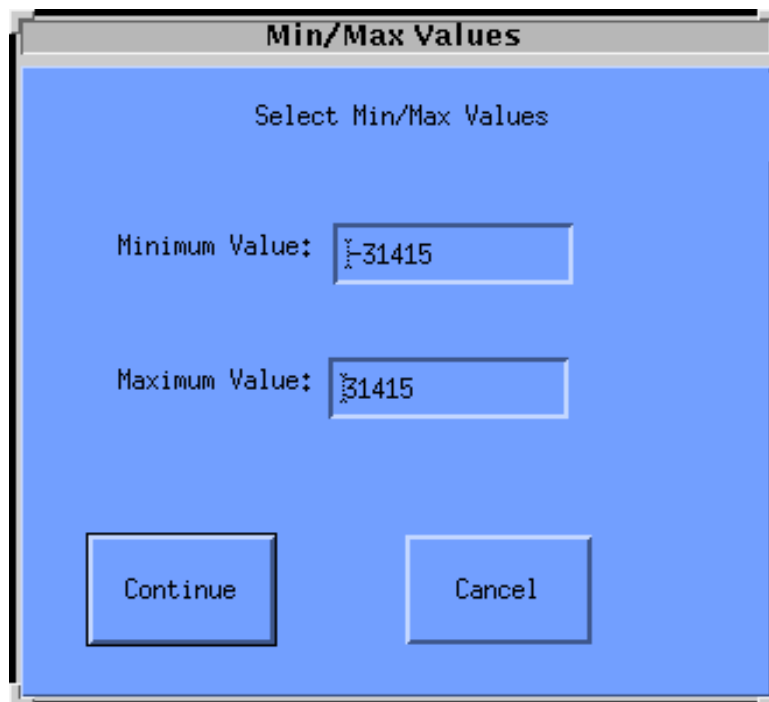 Min/Max Values
Select Min/Max Values
Minimum Value: -31415
Maximum Value: 31415
Continue Cancel